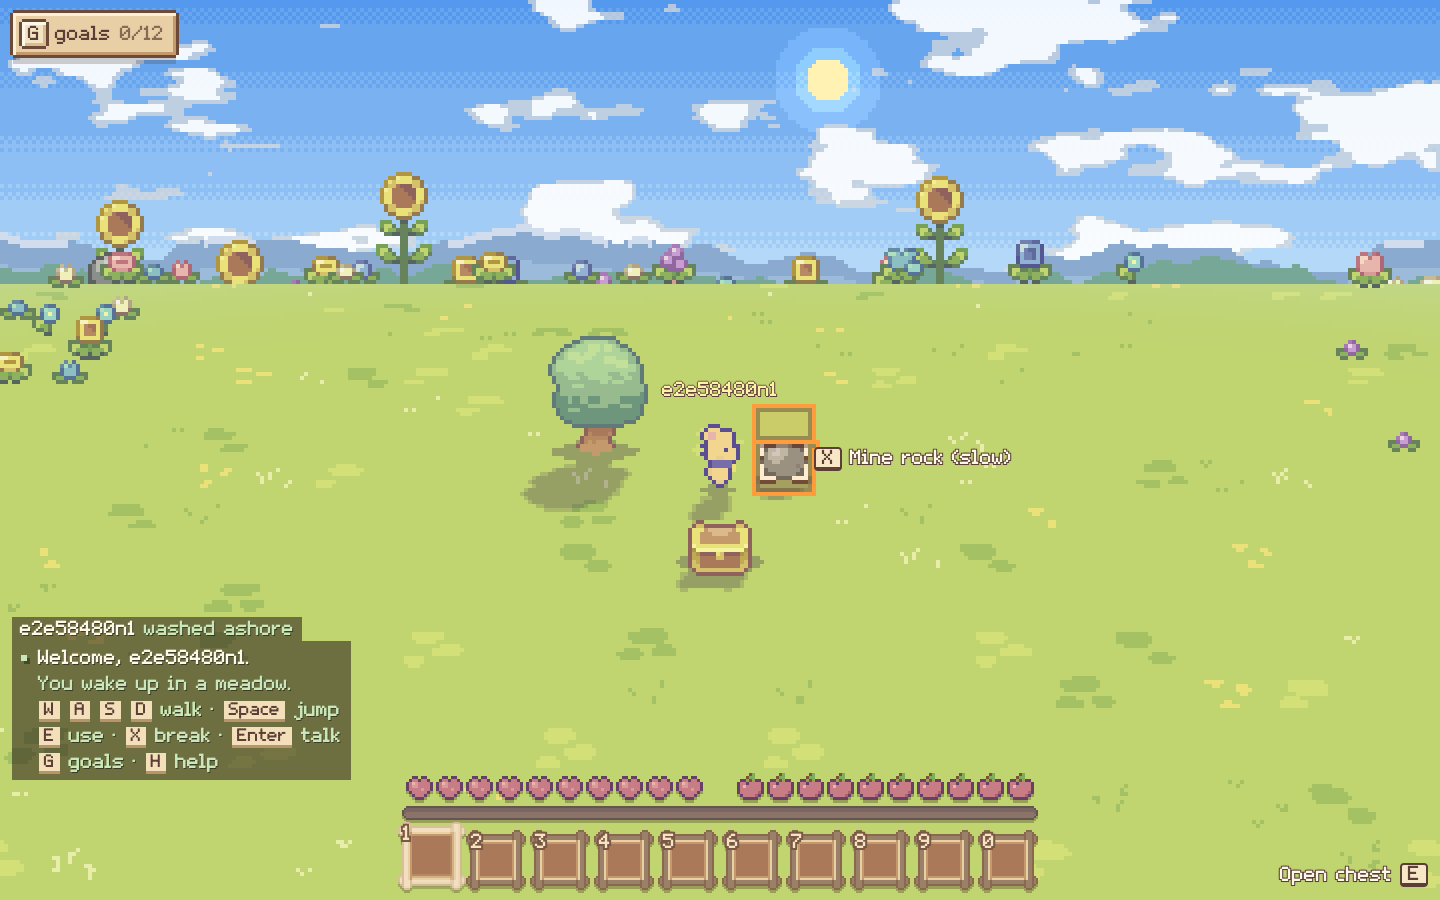 G goals 0/12
e2e58480n1
X Mine rock (slow)
e2e58480n1 washed ashore
Welcome, e2e58480n1.
You wake up in a meadow.
W A S D walk · Space jump
E use · X break · Enter talk
G goals · H help
1 2 3 4 5 6 7 8 9 0
Open chest E